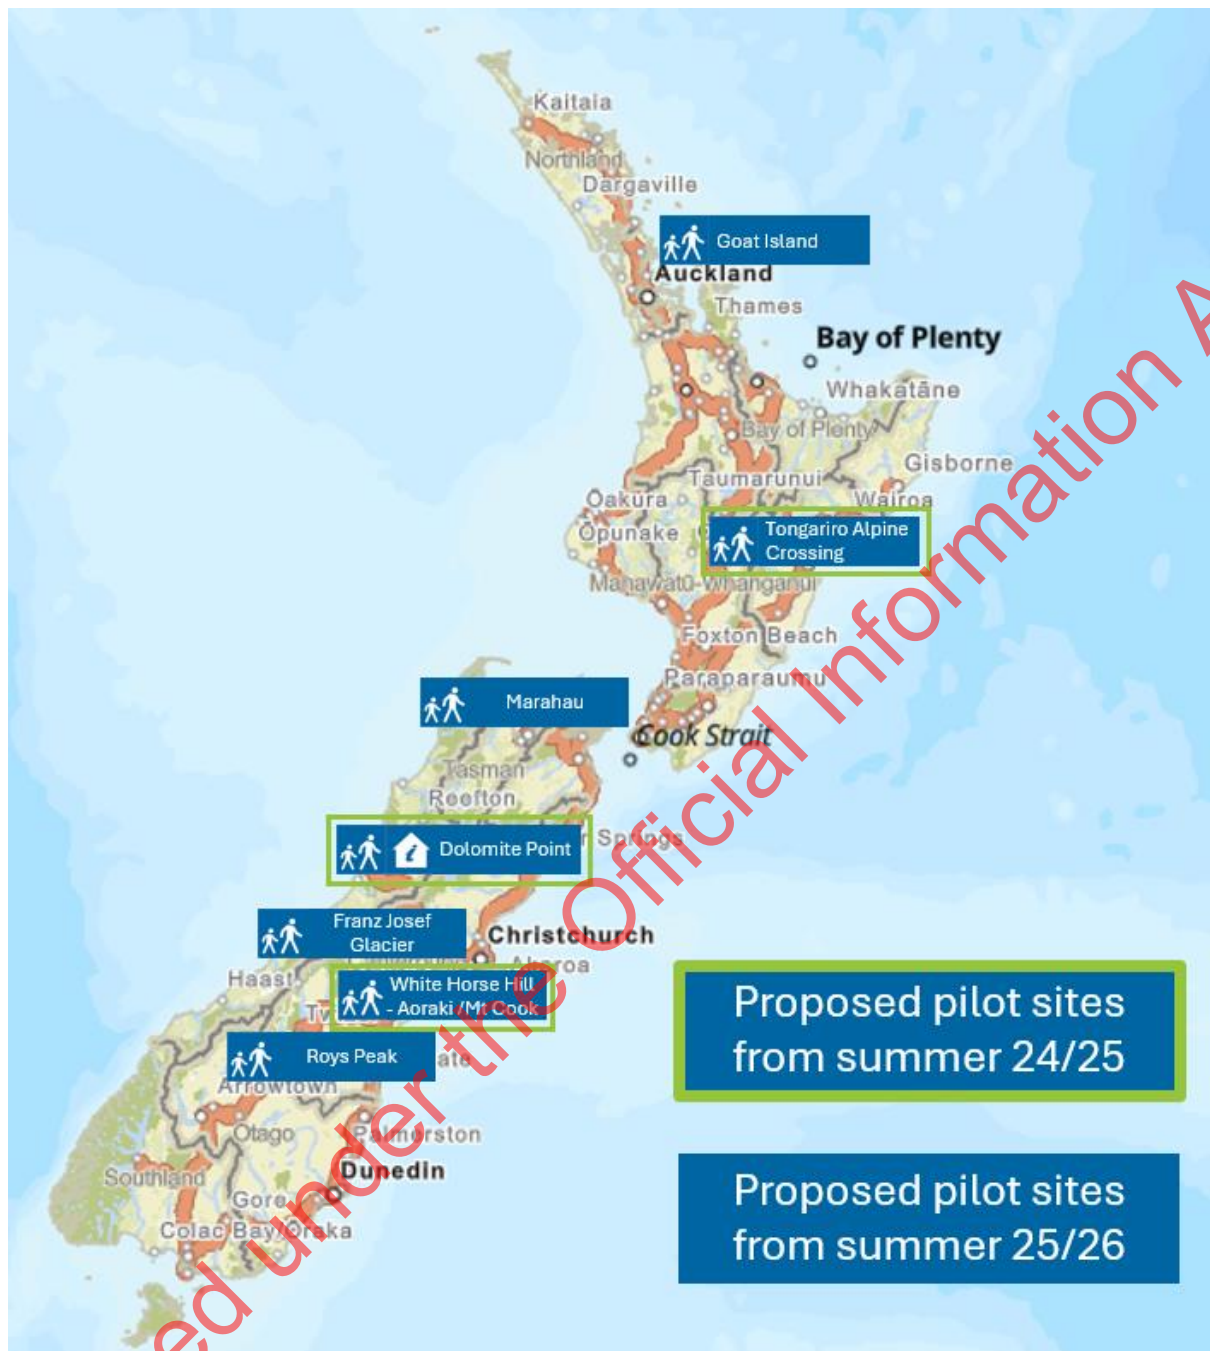 Kaitaia
Northland
Dargaville
Goat Island
Auckland
Thames
Bay of Plenty
Whakatāne
Bay of Plenty
Gisborne
Taumarunui
Wairoa
Ōakura
Ōpunake
Tongariro Alpine
Crossing
Manawatū-Whanganui
Foxton Beach
Paraparaumu
Marahau
Cook Strait
Tasman
Reefton
Springs
Dolomite Point
Franz Josef
Glacier
Christchurch
Akaroa
Haast
White Horse Hill
- Aoraki /Mt Cook
Roys Peak
Arrowtown
Otago
Palmerston
Southland
Dunedin
Gore
Colac Bay/Ōraka
Proposed pilot sites
from summer 24/25
Proposed pilot sites
from summer 25/26
ed under the Official Information A